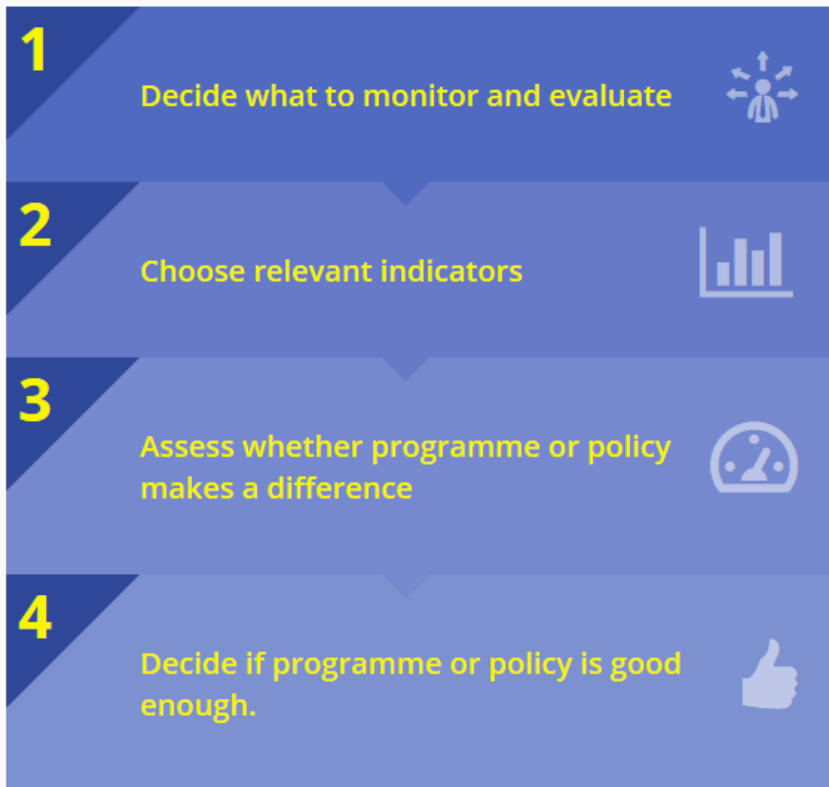 1
Decide what to monitor and evaluate
2
Choose relevant indicators
3
Assess whether programme or policy
makes a difference
4
Decide if programme or policy is good
enough.